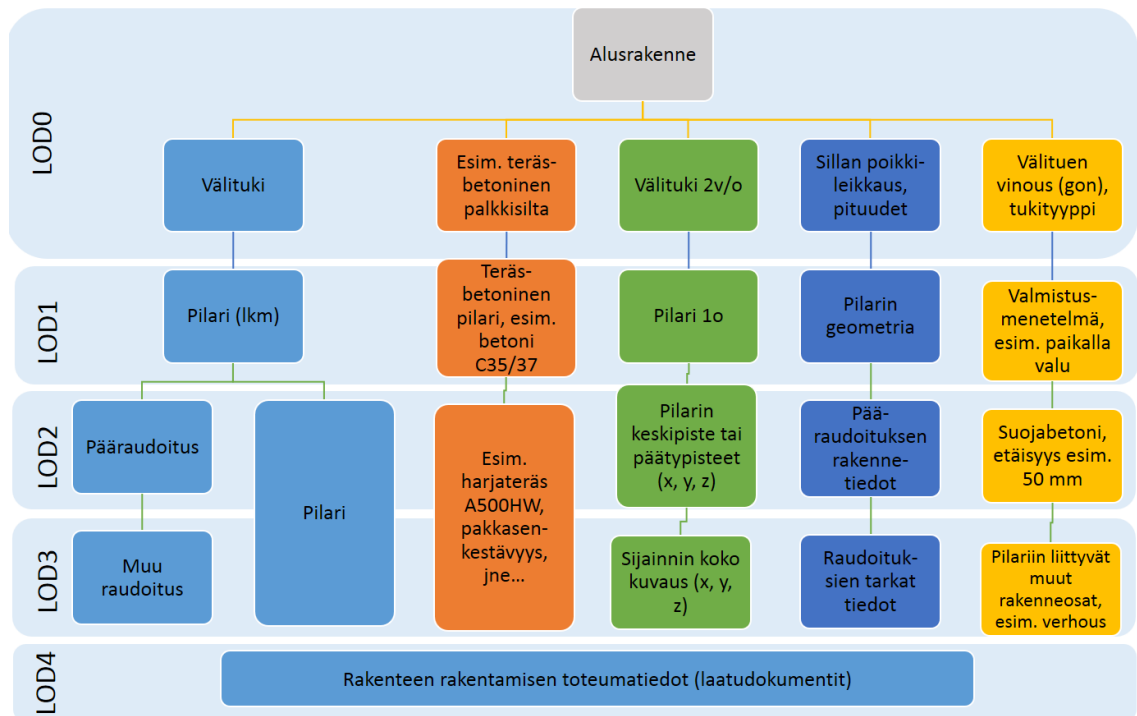 LOD0
Alusrakenne
Välituki
Esim. teräs-
betoninen
palkkisilta
Välituki 2v/o
Sillan poikki-
leikkaus,
pituudet
Välituen
vinous (gon),
tukityyppi
LOD1
Pilari (lkm)
Teräs-
betoninen
pilari, esim.
betoni
C35/37
Pilari 1o
Pilarin
geometria
Valmistus-
menetelmä,
esim. paikalla
valu
LOD2
Pääraudoitus
Pilari
Esim.
harjateräs
A500HW,
pakkasen-
kestävyys,
jne…
Pilarin
keskipiste tai
päätypisteet
(x, y, z)
Pää-
raudoituksen
rakenne-
tiedot
Suojabetoni,
etäisyys esim.
50 mm
LOD3
Muu
raudoitus
Sijainnin koko
kuvaus (x, y,
z)
Raudoituk-
sien tarkat
tiedot
Pilariin liittyvät
muut
rakenneosat,
esim. verhous
LOD4
Rakenteen rakentamisen toteumatiedot (laatudokumentit)